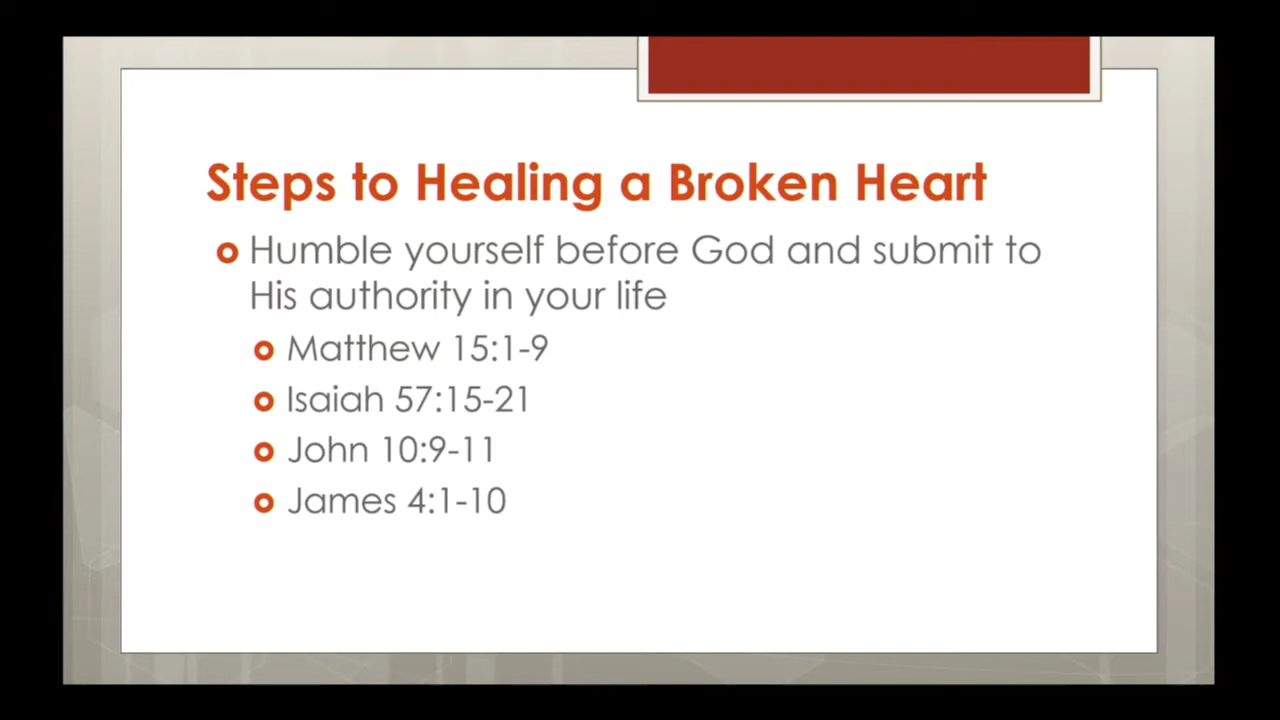 Steps to Healing a Broken Heart
Humble yourself before God and submit to
His authority in your life
Matthew 15:1-9
Isaiah 57:15-21
John 10:9-11
James 4:1-10